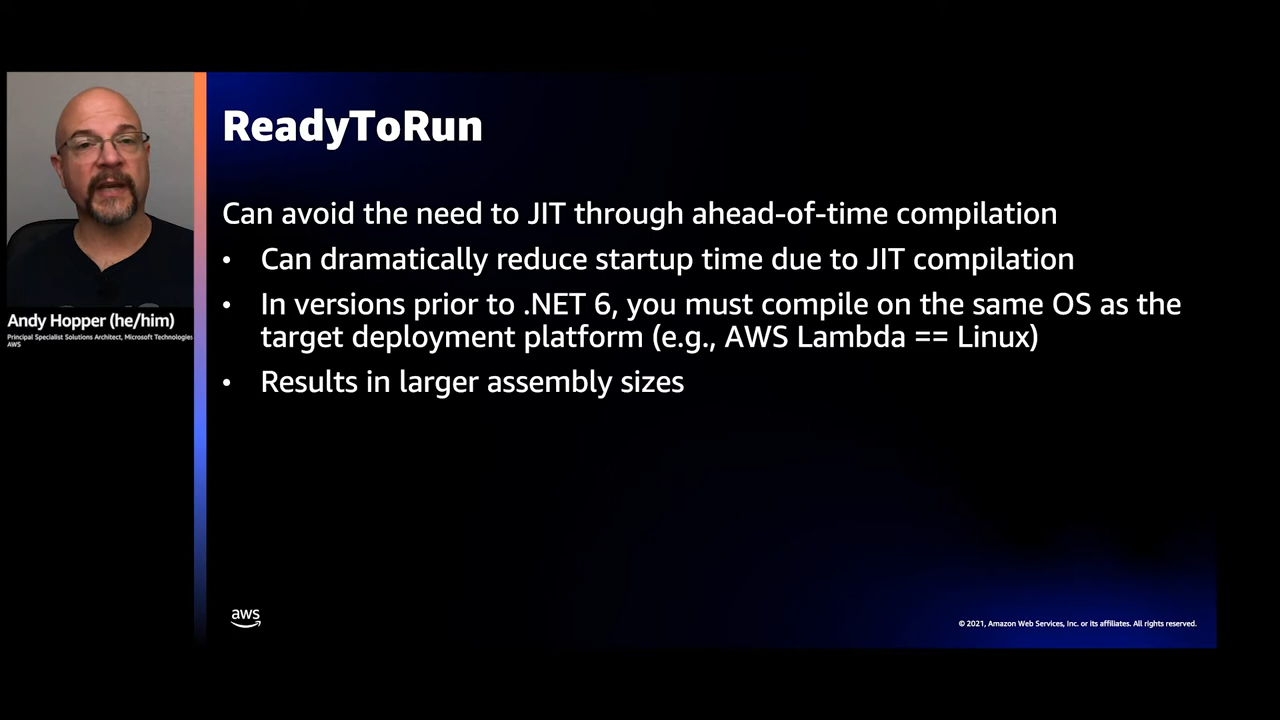 ReadyToRun
Can avoid the need to JIT through ahead-of-time compilation
• Can dramatically reduce startup time due to JIT compilation
• In versions prior to .NET 6, you must compile on the same OS as the
target deployment platform (e.g., AWS Lambda == Linux)
• Results in larger assembly sizes
Andy Hopper (he/him)
Principal Specialist Solutions Architect, Microsoft Technologies
AWS
aws
© 2021, Amazon Web Services, Inc. or its affiliates. All rights reserved.